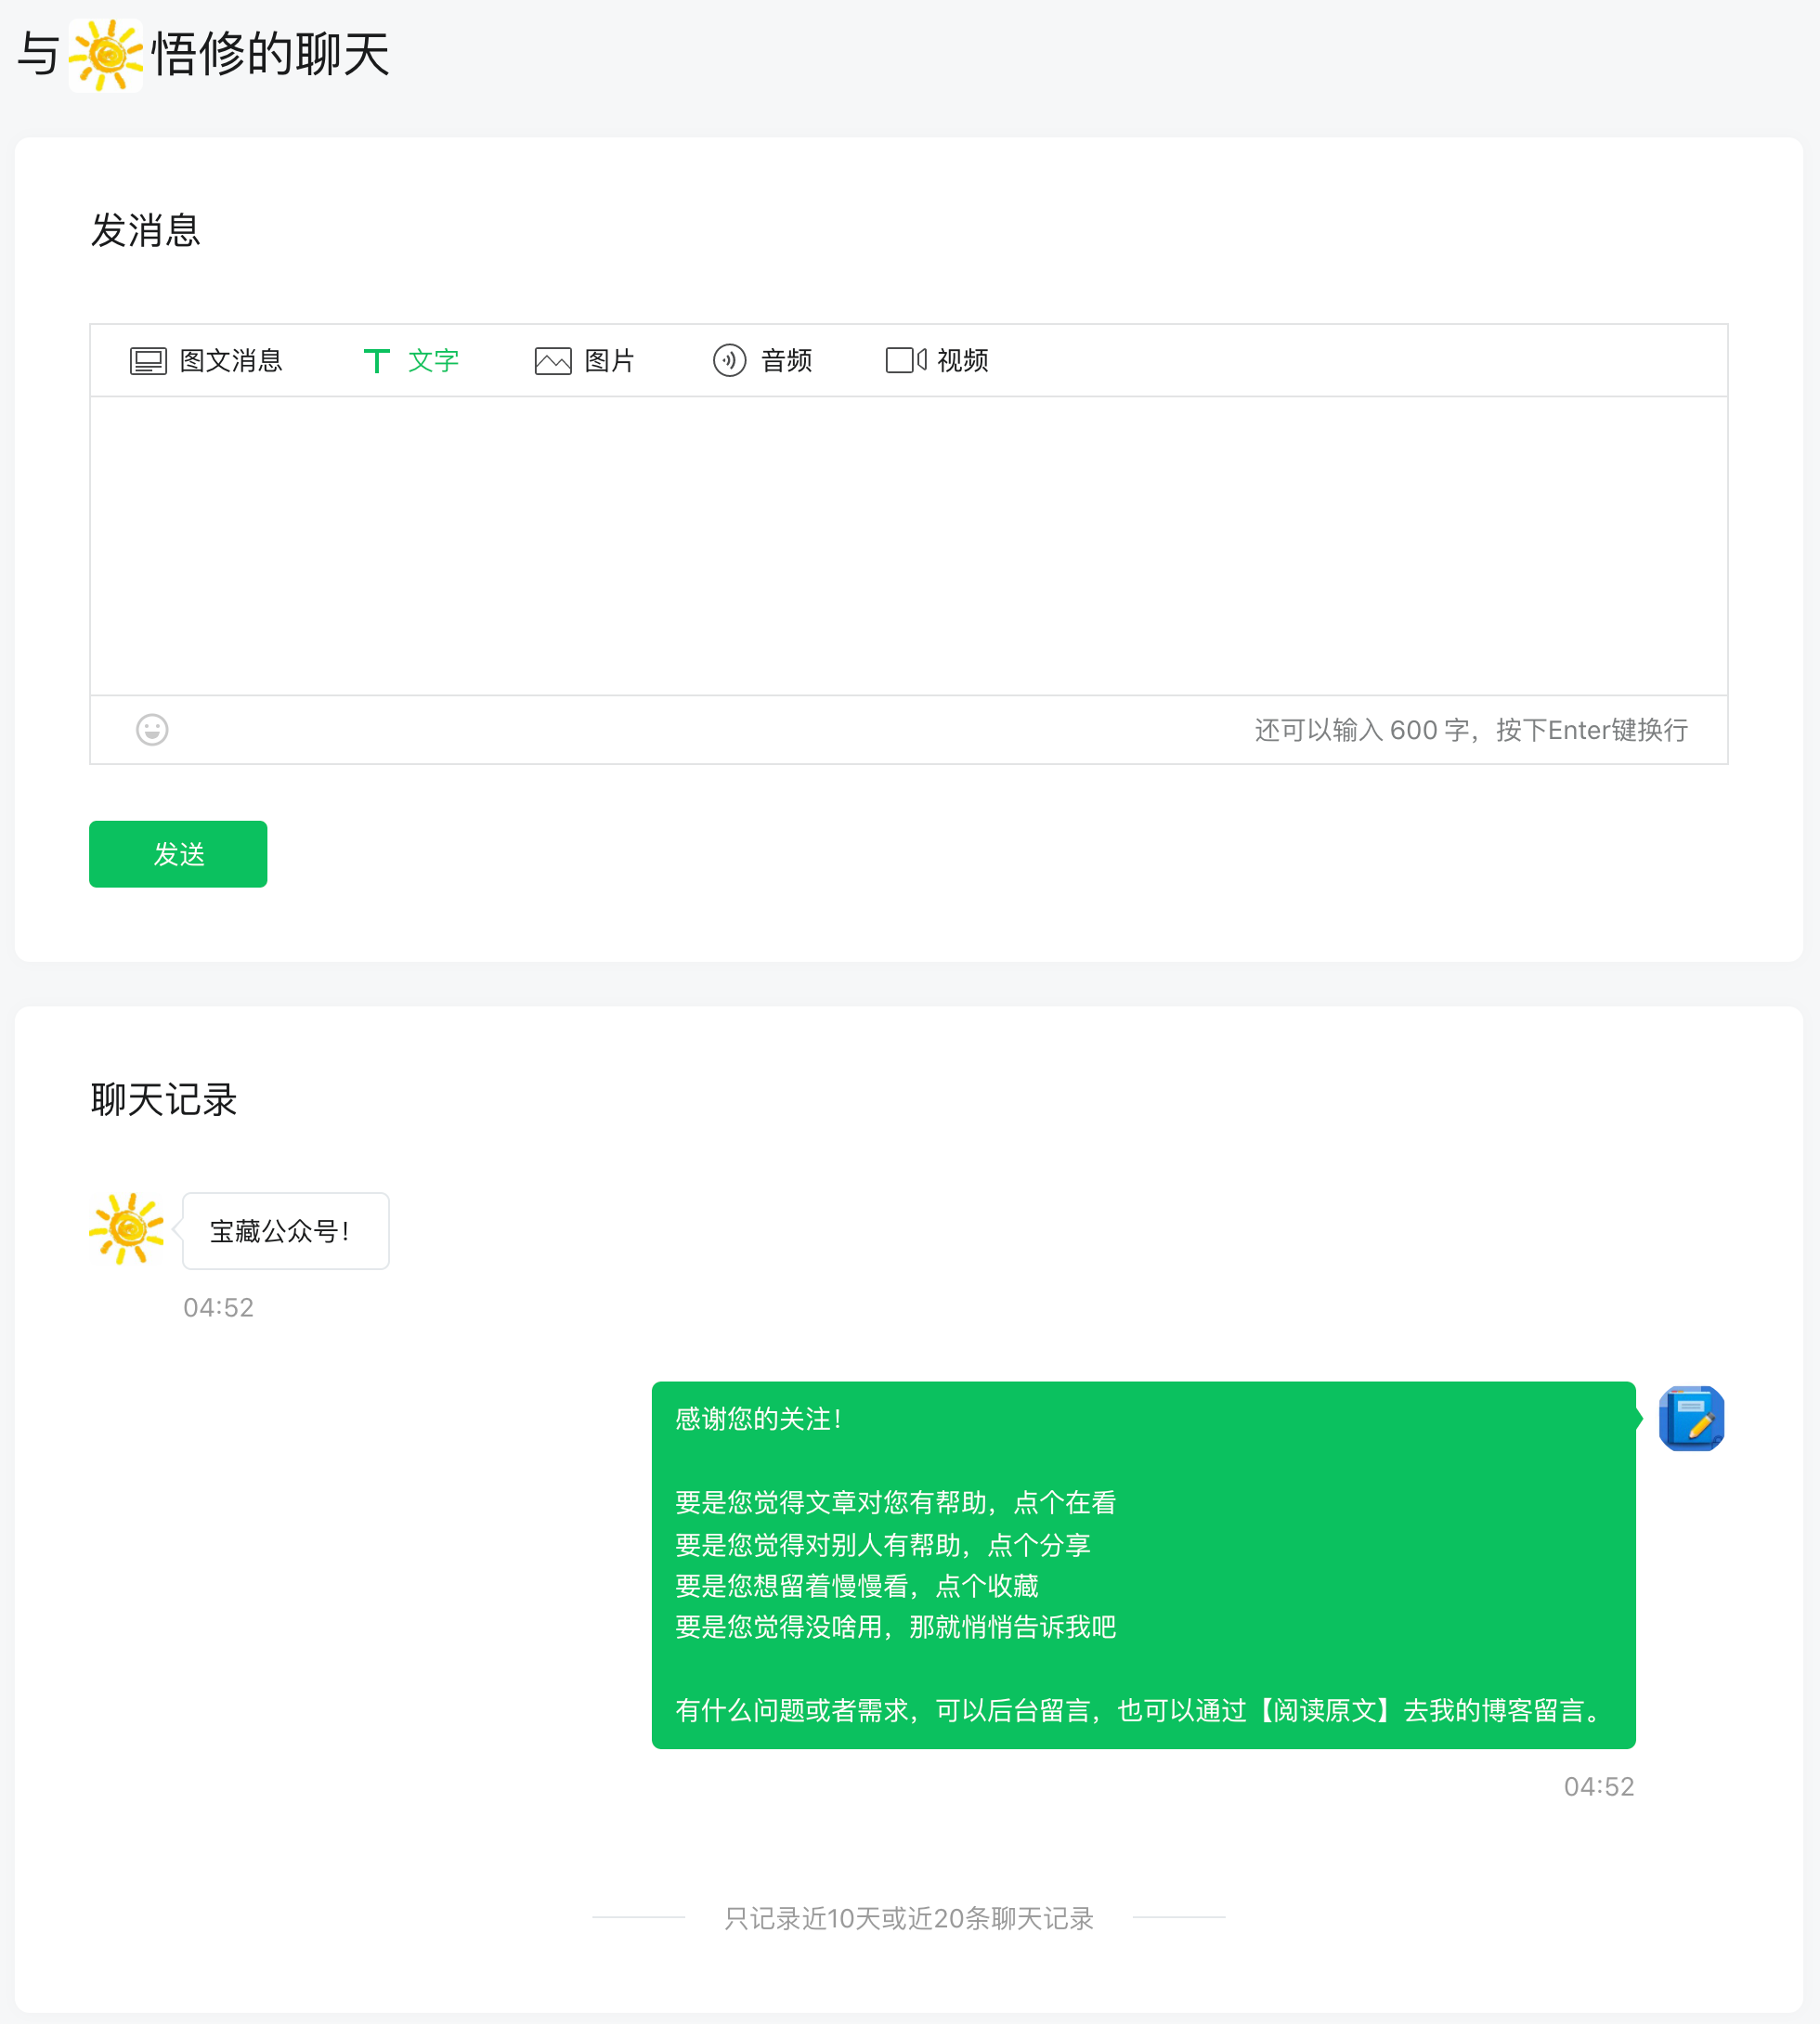 与悟修的聊天
发消息
图文消息 文字 图片 音频 视频
还可以输入 600 字，按下Enter键换行
发送
聊天记录
宝藏公众号！
04:52
感谢您的关注！
要是您觉得文章对您有帮助，点个在看
要是您觉得对别人有帮助，点个分享
要是您想留着慢慢看，点个收藏
要是您觉得没啥用，那就悄悄告诉我吧
有什么问题或者需求，可以后台留言，也可以通过【阅读原文】去我的博客留言。
04:52
只记录近10天或近20条聊天记录